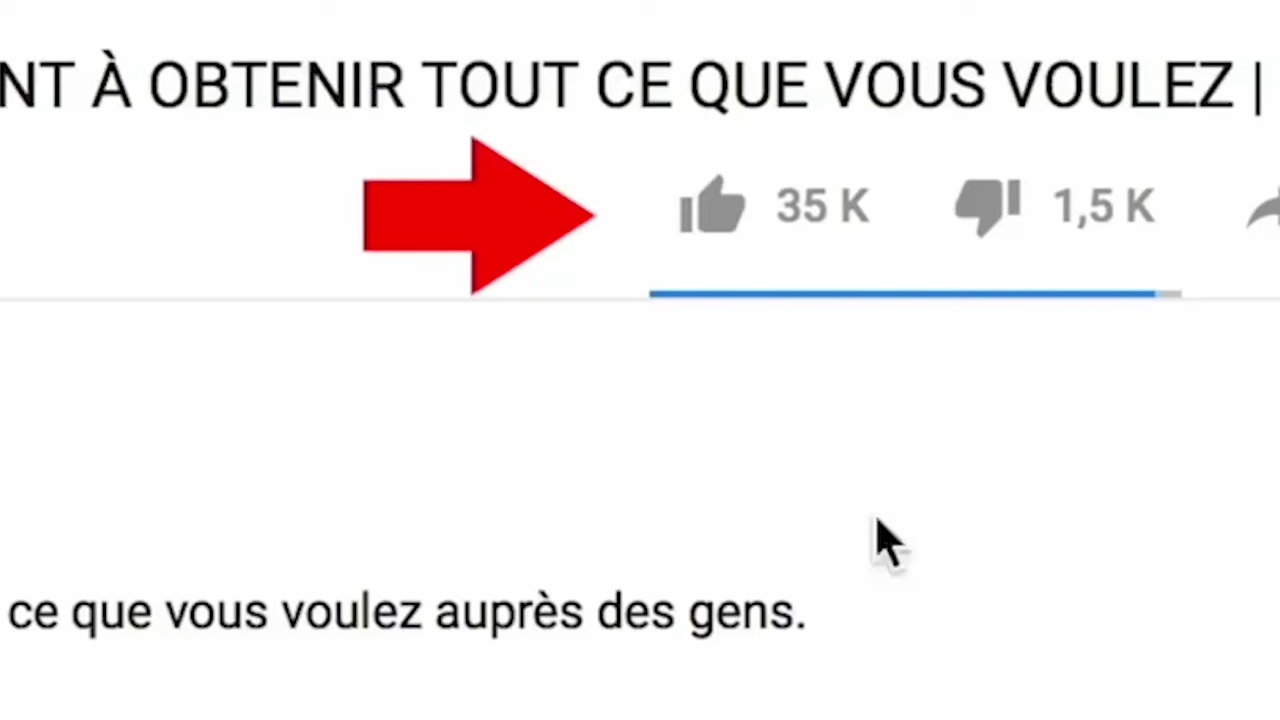 NT À OBTENIR TOUT CE QUE VOUS VOULEZ |
35 K 1,5 K
ce que vous voulez auprès des gens.